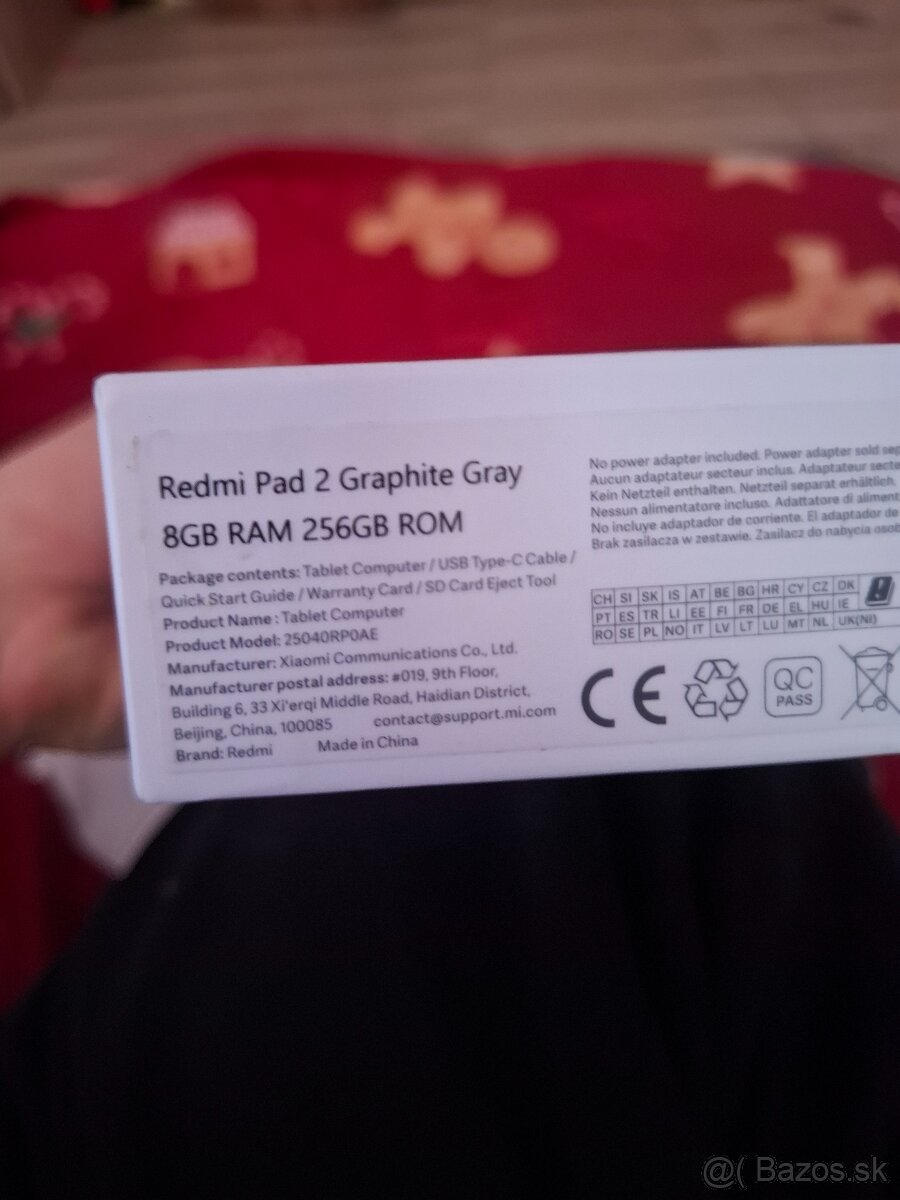 Redmi Pad 2 Graphite Gray
8GB RAM 256GB ROM
Package contents: Tablet Computer / USB Type-C Cable /
Quick Start Guide / Warranty Card / SD Card Eject Tool
Product Name : Tablet Computer
Product Model: 25040RP0AE
Manufacturer: Xiaomi Communications Co., Ltd.
Manufacturer postal address: #019, 9th Floor,
Building 6, 33 Xi'erqi Middle Road, Haidian District,
Beijing, China, 100085 contact@support.mi.com
Brand: Redmi Made in China
No power adapter included. Power adapter sold sep
Aucun adaptateur secteur inclus. Adaptateur secte
Kein Netzteil enthalten. Netzteil separat erhältlich.
Nessun alimentatore incluso. Adattatore di aliment
No incluye adaptador de corriente. El adaptador de
Brak zasilacza w zestawie. Zasilacz do nabycia osob
CH SI SK IS AT BE BG HR CY CZ DK
PT ES TR LI EE FI FR DE EL HU IE
RO SE PL NO IT LV LT LU MT NL UK(NI)
CE
QC
PASS
@( Bazos.sk